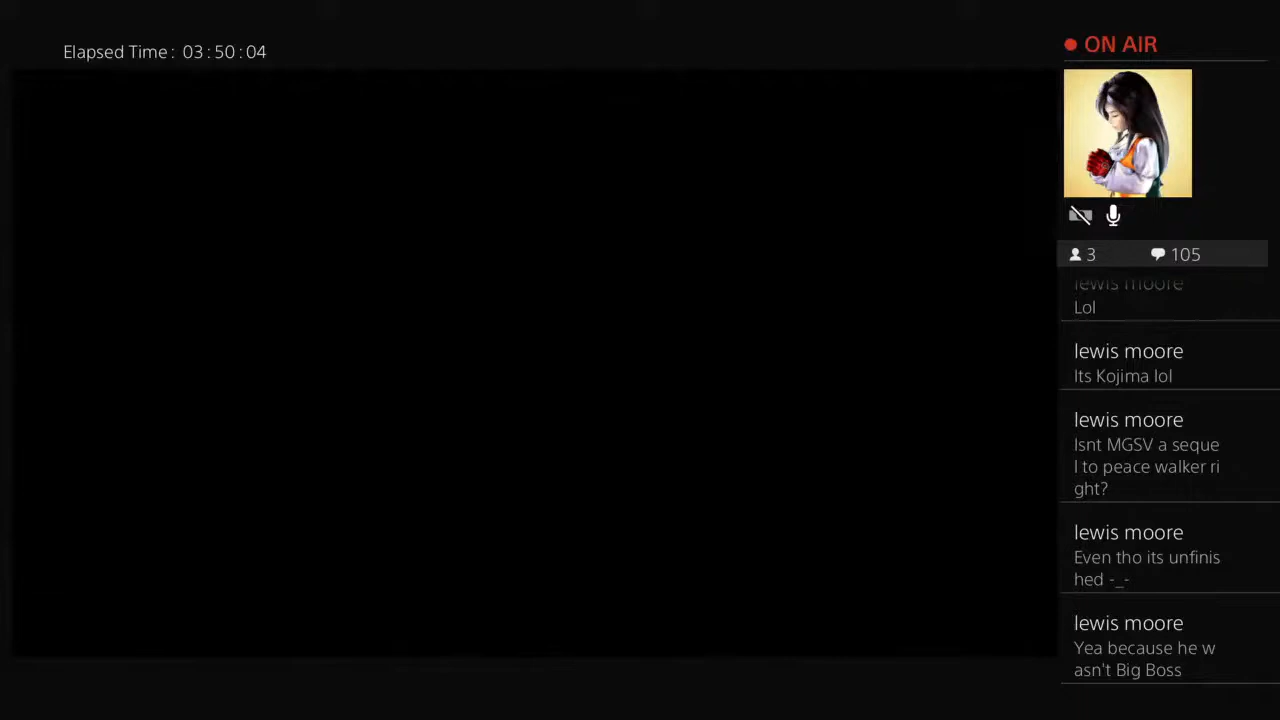 Elapsed Time: 03:50:04
ON AIR
3 105
lewis moore
Lol
lewis moore
Its Kojima lol
lewis moore
Isnt MGSV a seque
l to peace walker ri
ght?
lewis moore
Even tho its unfinis
hed -_-
lewis moore
Yea because he w
asn't Big Boss